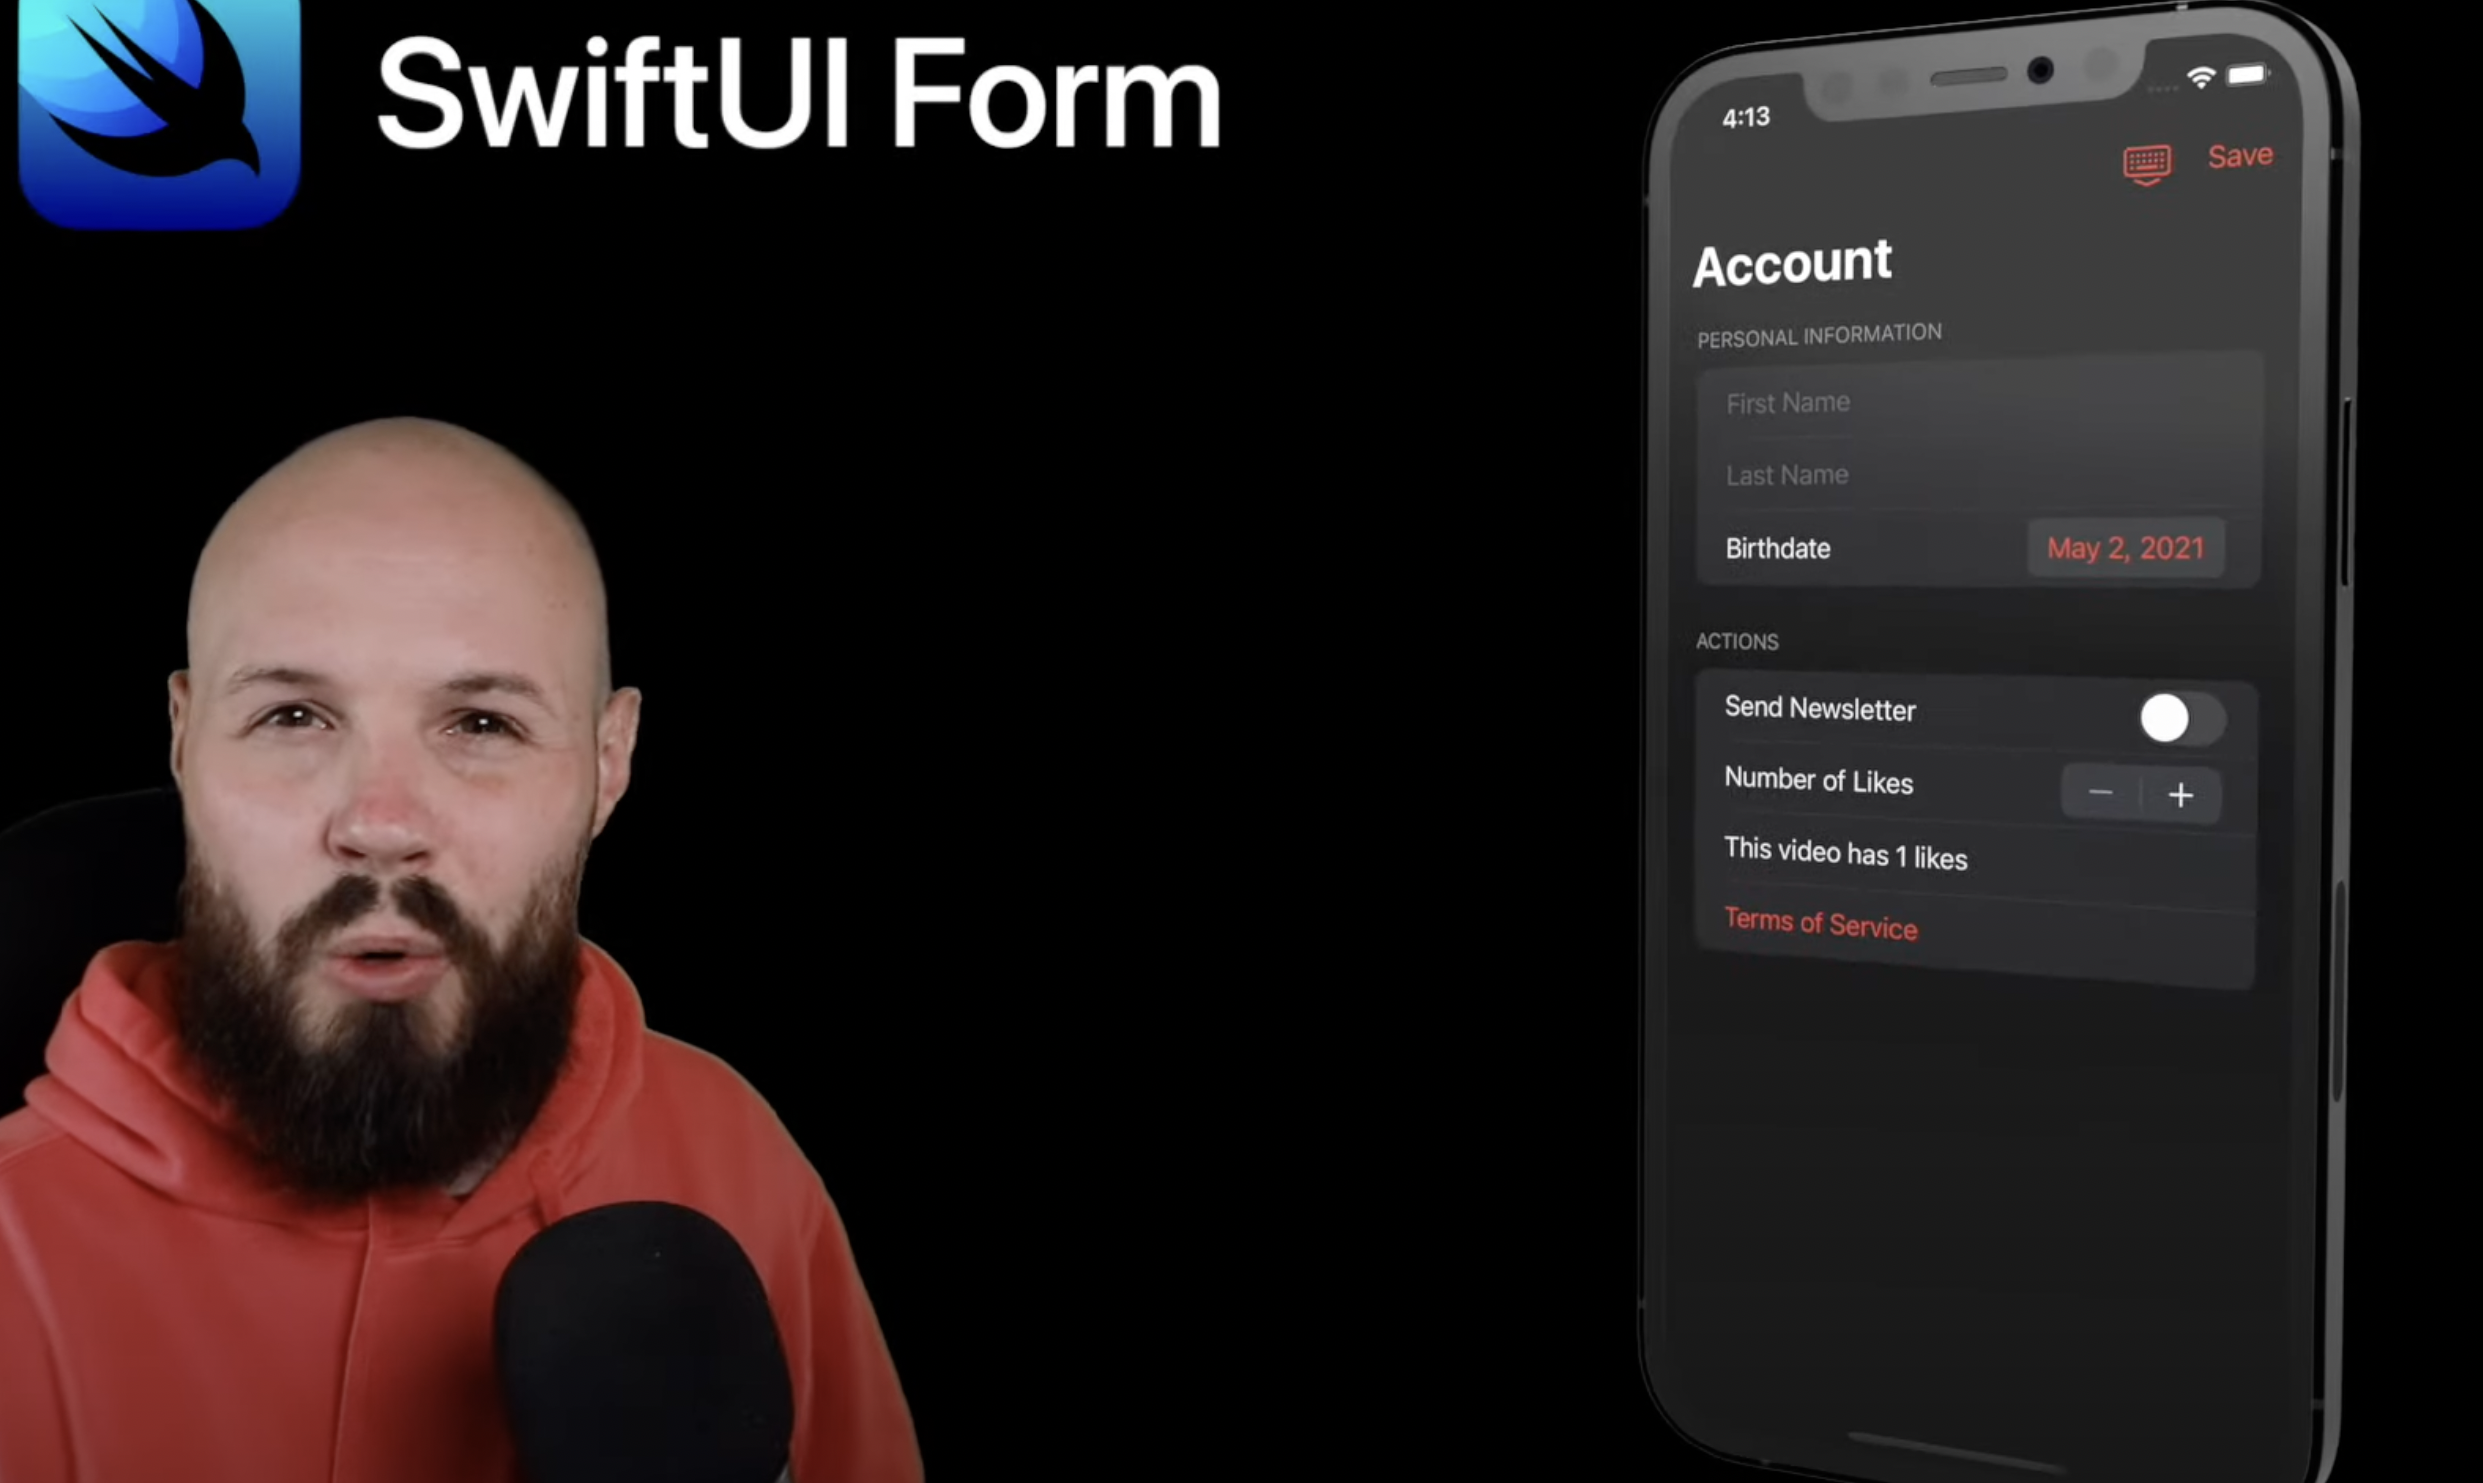 SwiftUI Form
4:13
Save
Account
PERSONAL INFORMATION
First Name
Last Name
Birthdate
May 2, 2021
ACTIONS
Send Newsletter
Number of Likes
This video has 1 likes
Terms of Service